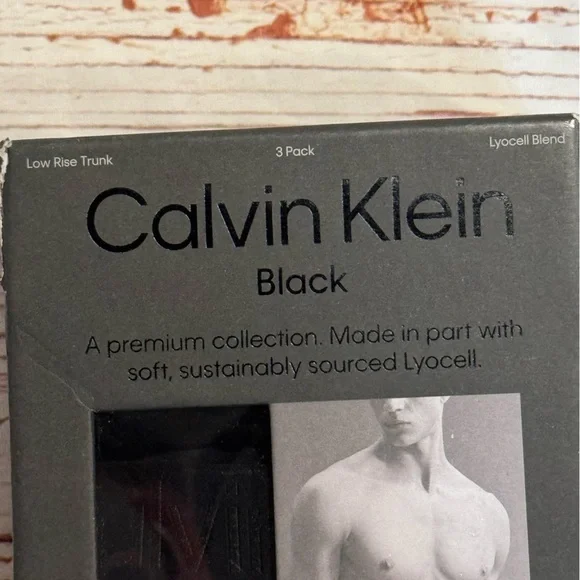 Low Rise Trunk
3 Pack
Lyocell Blend
Calvin Klein
Black
A premium collection. Made in part with
soft, sustainably sourced Lyocell.